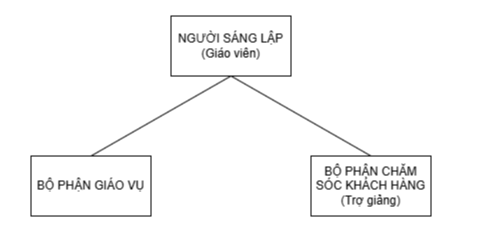 NGƯỜI SÁNG LẬP
(Giáo viên)
BỘ PHẬN GIÁO VỤ
BỘ PHẬN CHĂM
SÓC KHÁCH HÀNG
(Trợ giảng)